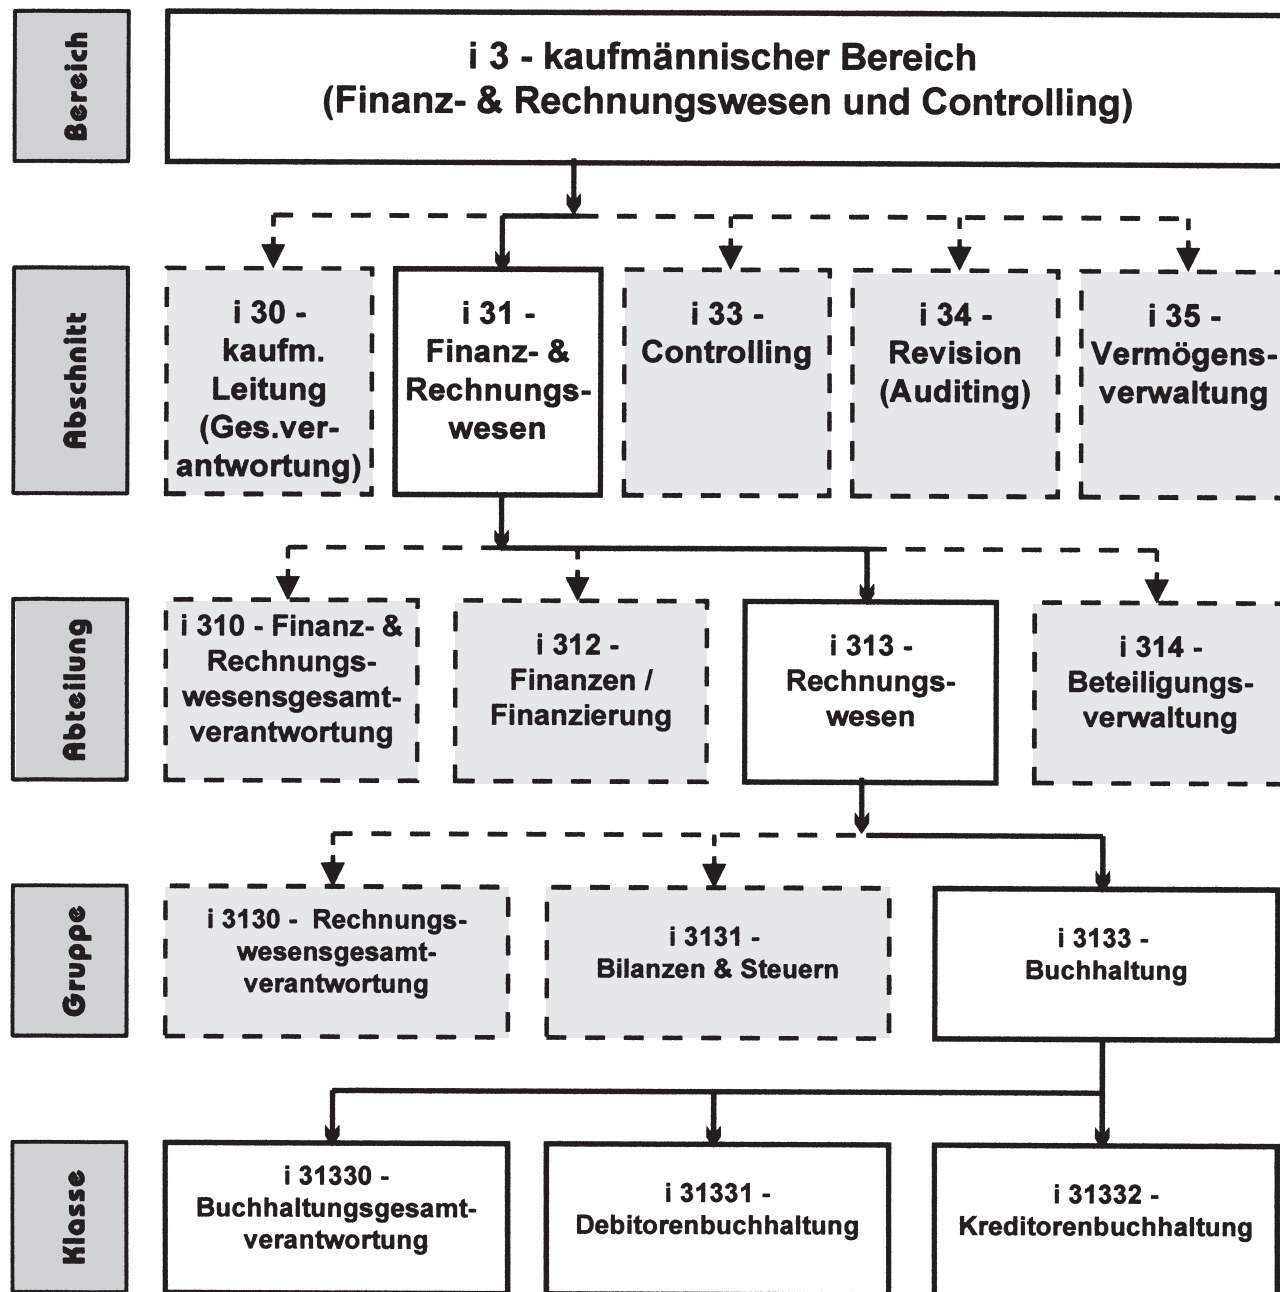 Bereich
i 3 - kaufmännischer Bereich
(Finanz- & Rechnungswesen und Controlling)
Abschnitt
i 30 -
kaufm.
Leitung
(Ges.ver-
antwortung)
i 31 -
Finanz- &
Rechnungs-
wesen
i 33 -
Controlling
i 34 -
Revision
(Auditing)
i 35 -
Vermögens-
verwaltung
Abteilung
i 310 - Finanz- &
Rechnungs-
wesensgesamt-
verantwortung
i 312 -
Finanzen /
Finanzierung
i 313 -
Rechnungs-
wesen
i 314 -
Beteiligungs-
verwaltung
Gruppe
i 3130 - Rechnungs-
wesensgesamt-
verantwortung
i 3131 -
Bilanzen & Steuern
i 3133 -
Buchhaltung
Klasse
i 31330 -
Buchhaltungsgesamt-
verantwortung
i 31331 -
Debitorenbuchhaltung
i 31332 -
Kreditorenbuchhaltung